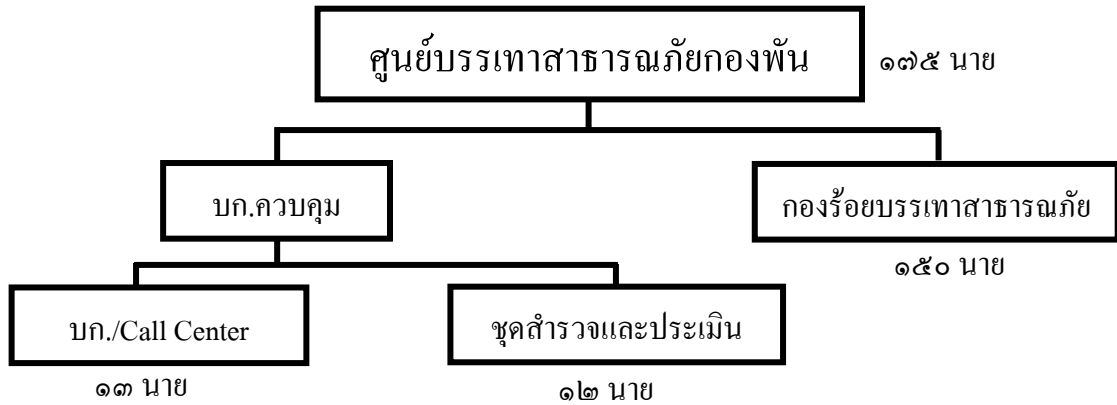 ศูนย์บรรเทาสาธารณภัยกองพัน
๑๗๕ นาย
บก.ควบคุม
กองร้อยบรรเทาสาธารณภัย
๑๕๐ นาย
บก./Call Center
ชุดสำรวจและประเมิน
๑๓ นาย
๑๒ นาย